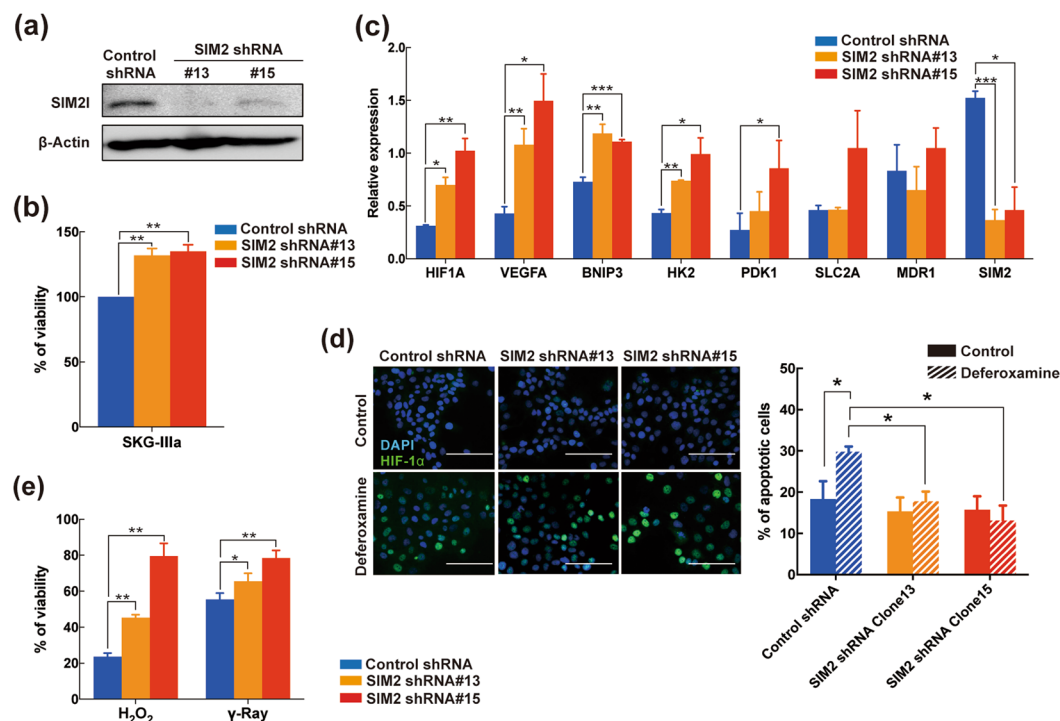 (a)
Control
shRNA
SIM2 shRNA
#13 #15
SIM2l
β-Actin
(b)
Control shRNA
SIM2 shRNA#13
SIM2 shRNA#15
% of viability
150
100
50
0
**
**
SKG-IIIa
(c)
Control shRNA
SIM2 shRNA#13
SIM2 shRNA#15
Relative expression
2.0
1.5
1.0
0.5
0.0
**
*
*
**
***
**
*
**
*
*
***
HIF1A VEGFA BNIP3 HK2 PDK1 SLC2A MDR1 SIM2
(d)
Control shRNA SIM2 shRNA#13 SIM2 shRNA#15
Control
DAPI
HIF-1α
Deferoxamine
Control
Deferoxamine
% of apoptotic cells
50
40
30
20
10
0
*
*
*
Control shRNA
SIM2 shRNA Clone13
SIM2 shRNA Clone15
(e)
% of viability
100
80
60
40
20
0
**
**
**
*
H₂O₂ γ-Ray
Control shRNA
SIM2 shRNA#13
SIM2 shRNA#15